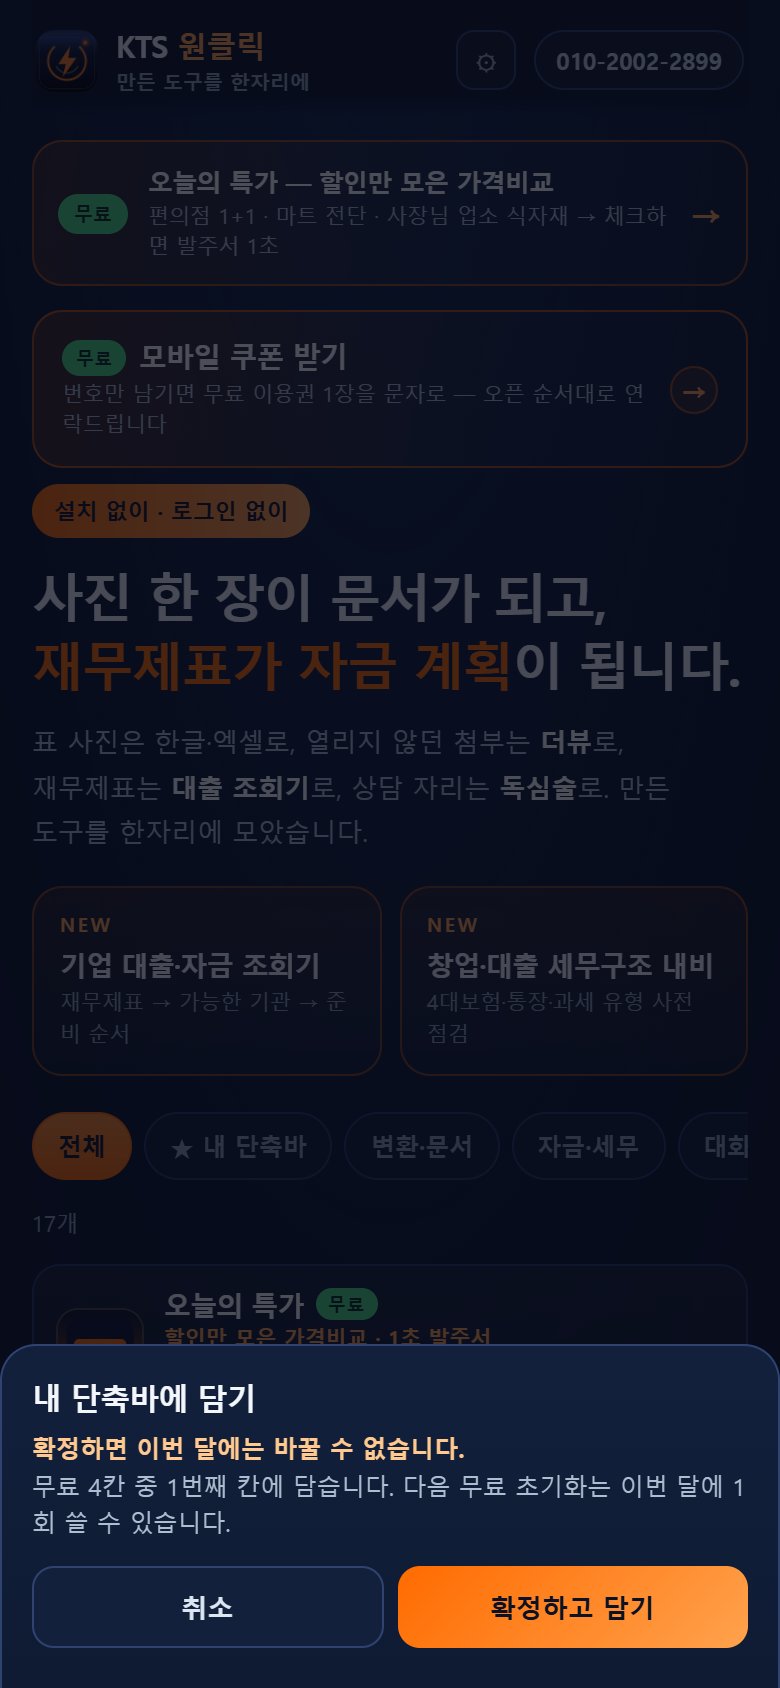 KTS 원클릭
만든 도구를 한자리에
010-2002-2899
무료
오늘의 특가 — 할인만 모은 가격비교
편의점 1+1 · 마트 전단 · 사장님 업소 식자재 → 체크하
면 발주서 1초
→
무료 모바일 쿠폰 받기
번호만 남기면 무료 이용권 1장을 문자로 — 오픈 순서대로 연
락드립니다
→
설치 없이 · 로그인 없이
사진 한 장이 문서가 되고,
재무제표가 자금 계획이 됩니다.
표 사진은 한글·엑셀로, 열리지 않던 첨부는 더뷰로,
재무제표는 대출 조회기로, 상담 자리는 독심술로. 만든
도구를 한자리에 모았습니다.
NEW
기업 대출·자금 조회기
재무제표 → 가능한 기관 → 준
비 순서
NEW
창업·대출 세무구조 내비
4대보험·통장·과세 유형 사전
점검
전체 ★ 내 단축바 변환·문서 자금·세무 대회
17개
오늘의 특가 무료
할인만 모은 가격비교 · 1초 발주서
내 단축바에 담기
확정하면 이번 달에는 바꿀 수 없습니다.
무료 4칸 중 1번째 칸에 담습니다. 다음 무료 초기화는 이번 달에 1
회 쓸 수 있습니다.
취소 확정하고 담기